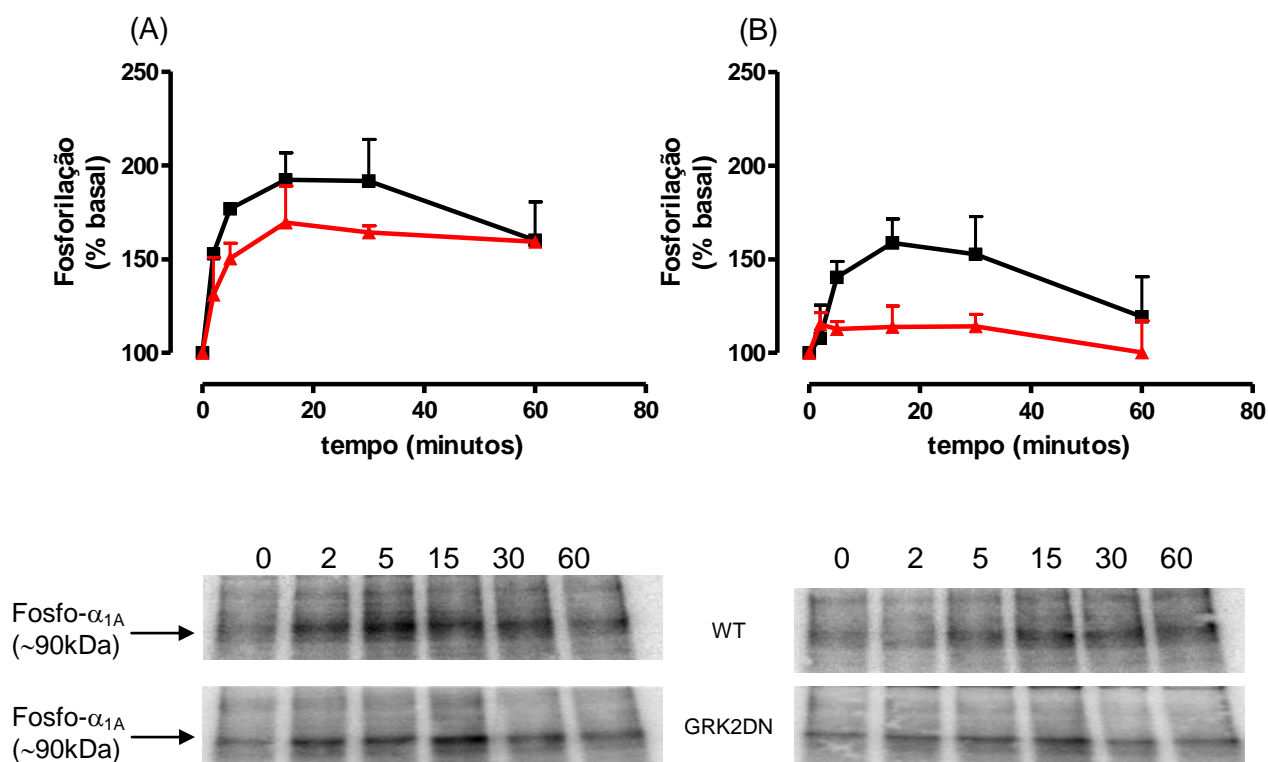 (A)
(B)
Fosforilação
(% basal)
250
200
150
100
0
20
40
60
80
tempo (minutos)
Fosforilação
(% basal)
250
200
150
100
0
20
40
60
80
tempo (minutos)
0 2 5 15 30 60
0 2 5 15 30 60
Fosfo-α1A
(~90kDa)
WT
Fosfo-α1A
(~90kDa)
GRK2DN